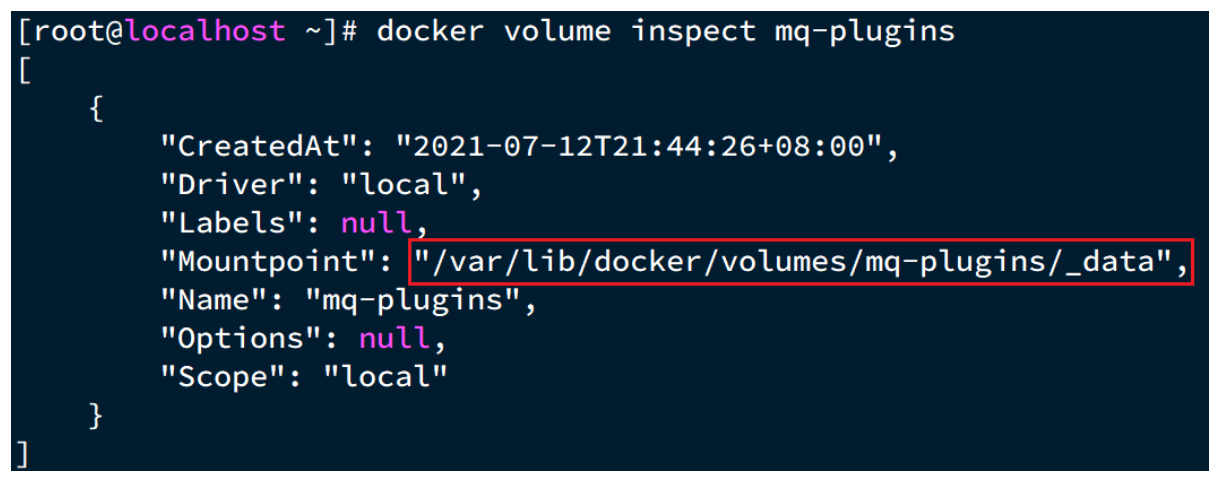 [root@localhost ~]# docker volume inspect mq-plugins
[
    {
        "CreatedAt": "2021-07-12T21:44:26+08:00",
        "Driver": "local",
        "Labels": null,
        "Mountpoint": "/var/lib/docker/volumes/mq-plugins/_data",
        "Name": "mq-plugins",
        "Options": null,
        "Scope": "local"
    }
]